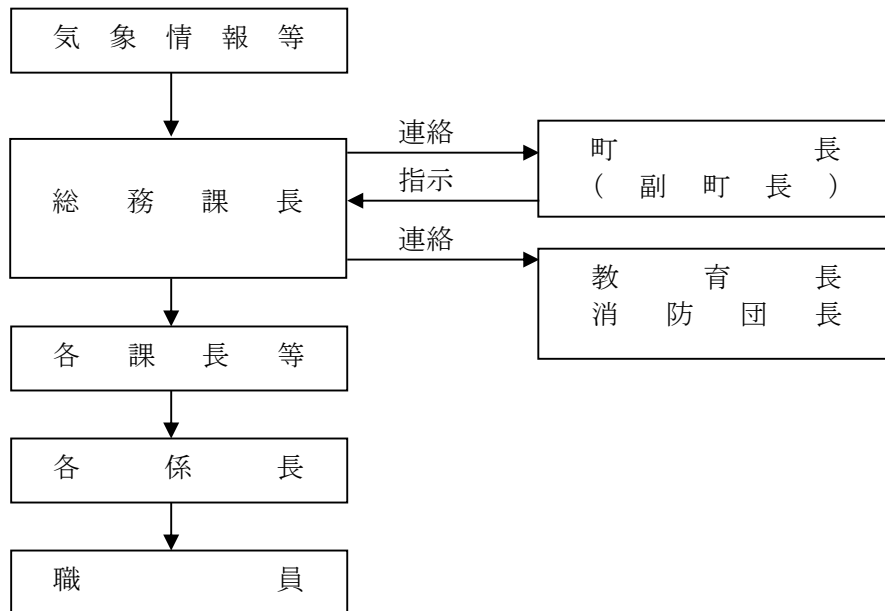 気象情報等
連絡
町長
(副町長)
指示
総務課長
連絡
教育長
消防団長
各課長等
各係長
職員